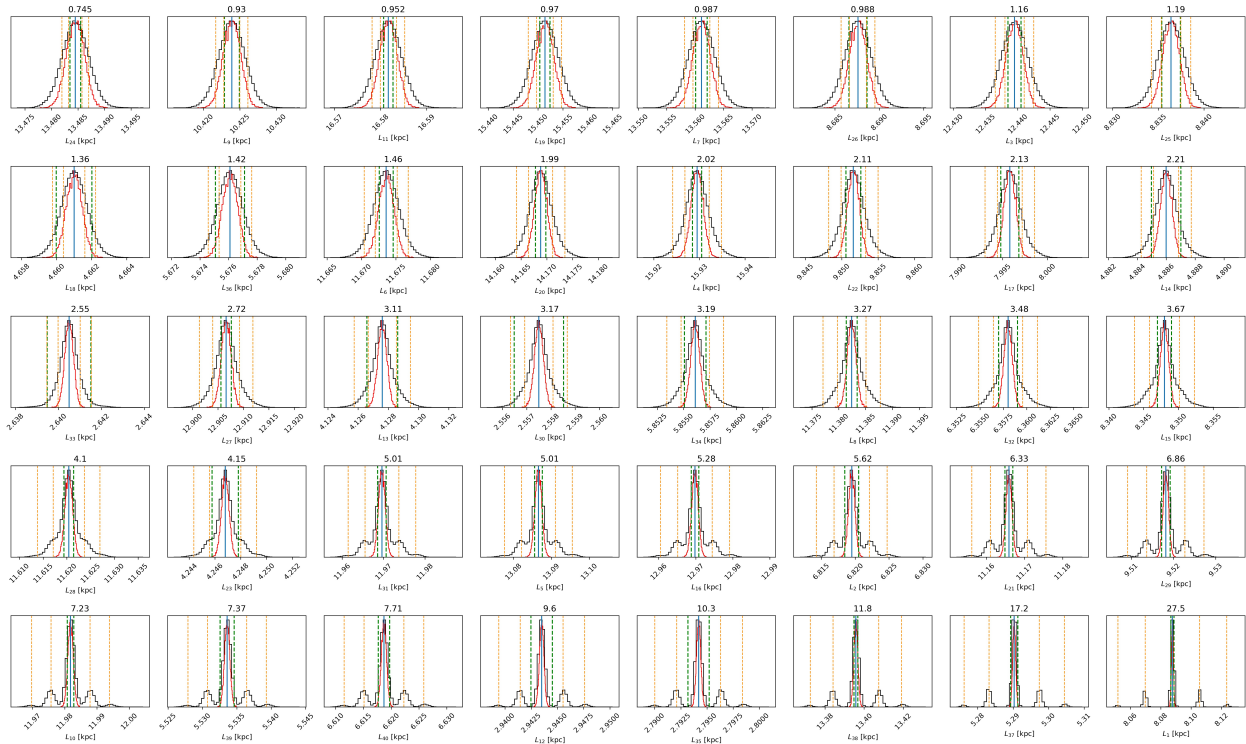 0.745 0.93 0.952 0.97 0.987 0.988 1.16 1.19
13.475 13.480 13.485 13.490 13.495 10.420 10.425 10.430 16.57 16.58 16.59 15.440 15.445 15.450 15.455 15.460 15.465 13.550 13.555 13.560 13.565 13.570 8.685 8.690 8.695 12.430 12.435 12.440 12.445 12.450 8.830 8.835 8.840
L24 [kpc] L9 [kpc] L11 [kpc] L19 [kpc] L7 [kpc] L26 [kpc] L3 [kpc] L25 [kpc]
1.36 1.42 1.46 1.99 2.02 2.11 2.13 2.21
4.658 4.660 4.662 4.664 5.672 5.674 5.676 5.678 5.680 11.665 11.670 11.675 11.680 14.160 14.165 14.170 14.175 14.180 15.92 15.93 15.94 9.845 9.850 9.855 9.860 7.990 7.995 8.000 4.882 4.884 4.886 4.888 4.890
L18 [kpc] L36 [kpc] L6 [kpc] L20 [kpc] L4 [kpc] L22 [kpc] L17 [kpc] L14 [kpc]
2.55 2.72 3.11 3.17 3.19 3.27 3.48 3.67
2.638 2.640 2.642 2.644 12.900 12.905 12.910 12.915 12.920 4.124 4.126 4.128 4.130 4.132 2.556 2.557 2.558 2.559 2.560 5.8525 5.8550 5.8575 5.8600 5.8625 11.375 11.380 11.385 11.390 11.395 6.3525 6.3550 6.3575 6.3600 6.3625 6.3650 8.340 8.345 8.350 8.355
L33 [kpc] L27 [kpc] L13 [kpc] L30 [kpc] L34 [kpc] L8 [kpc] L32 [kpc] L15 [kpc]
4.1 4.15 5.01 5.01 5.28 5.62 6.33 6.86
11.610 11.615 11.620 11.625 11.630 11.635 4.244 4.246 4.248 4.250 4.252 11.96 11.97 11.98 13.08 13.09 13.10 12.96 12.97 12.98 12.99 6.815 6.820 6.825 6.830 11.16 11.17 11.18 9.51 9.52 9.53
L28 [kpc] L23 [kpc] L31 [kpc] L5 [kpc] L16 [kpc] L2 [kpc] L21 [kpc] L29 [kpc]
7.23 7.37 7.71 9.6 10.3 11.8 17.2 27.5
11.97 11.98 11.99 12.00 5.525 5.530 5.535 5.540 5.545 6.610 6.615 6.620 6.625 6.630 2.9400 2.9425 2.9450 2.9475 2.9500 2.7900 2.7925 2.7950 2.7975 2.8000 13.38 13.40 13.42 5.28 5.29 5.30 5.31 8.06 8.08 8.10 8.12
L10 [kpc] L39 [kpc] L40 [kpc] L12 [kpc] L35 [kpc] L38 [kpc] L37 [kpc] L1 [kpc]